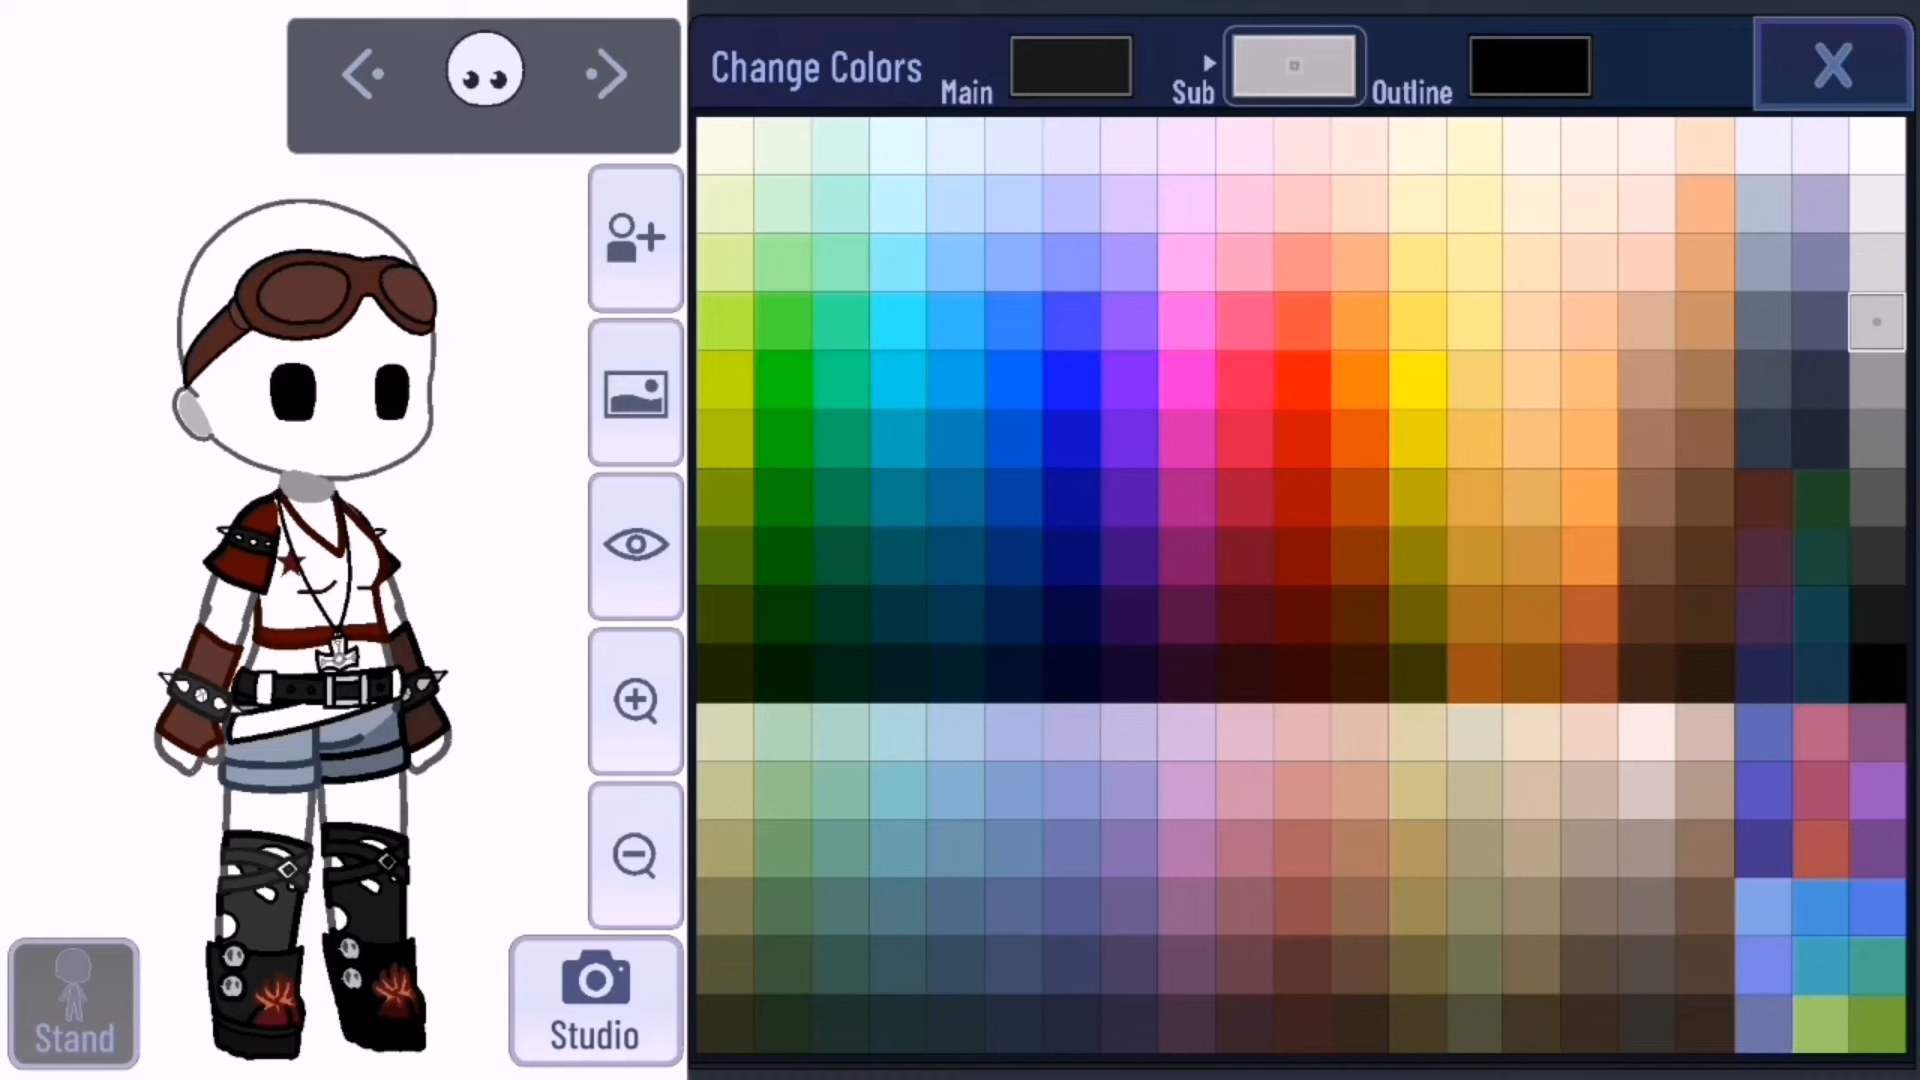 Change Colors
Main
Sub
Outline
X
Stand
Studio